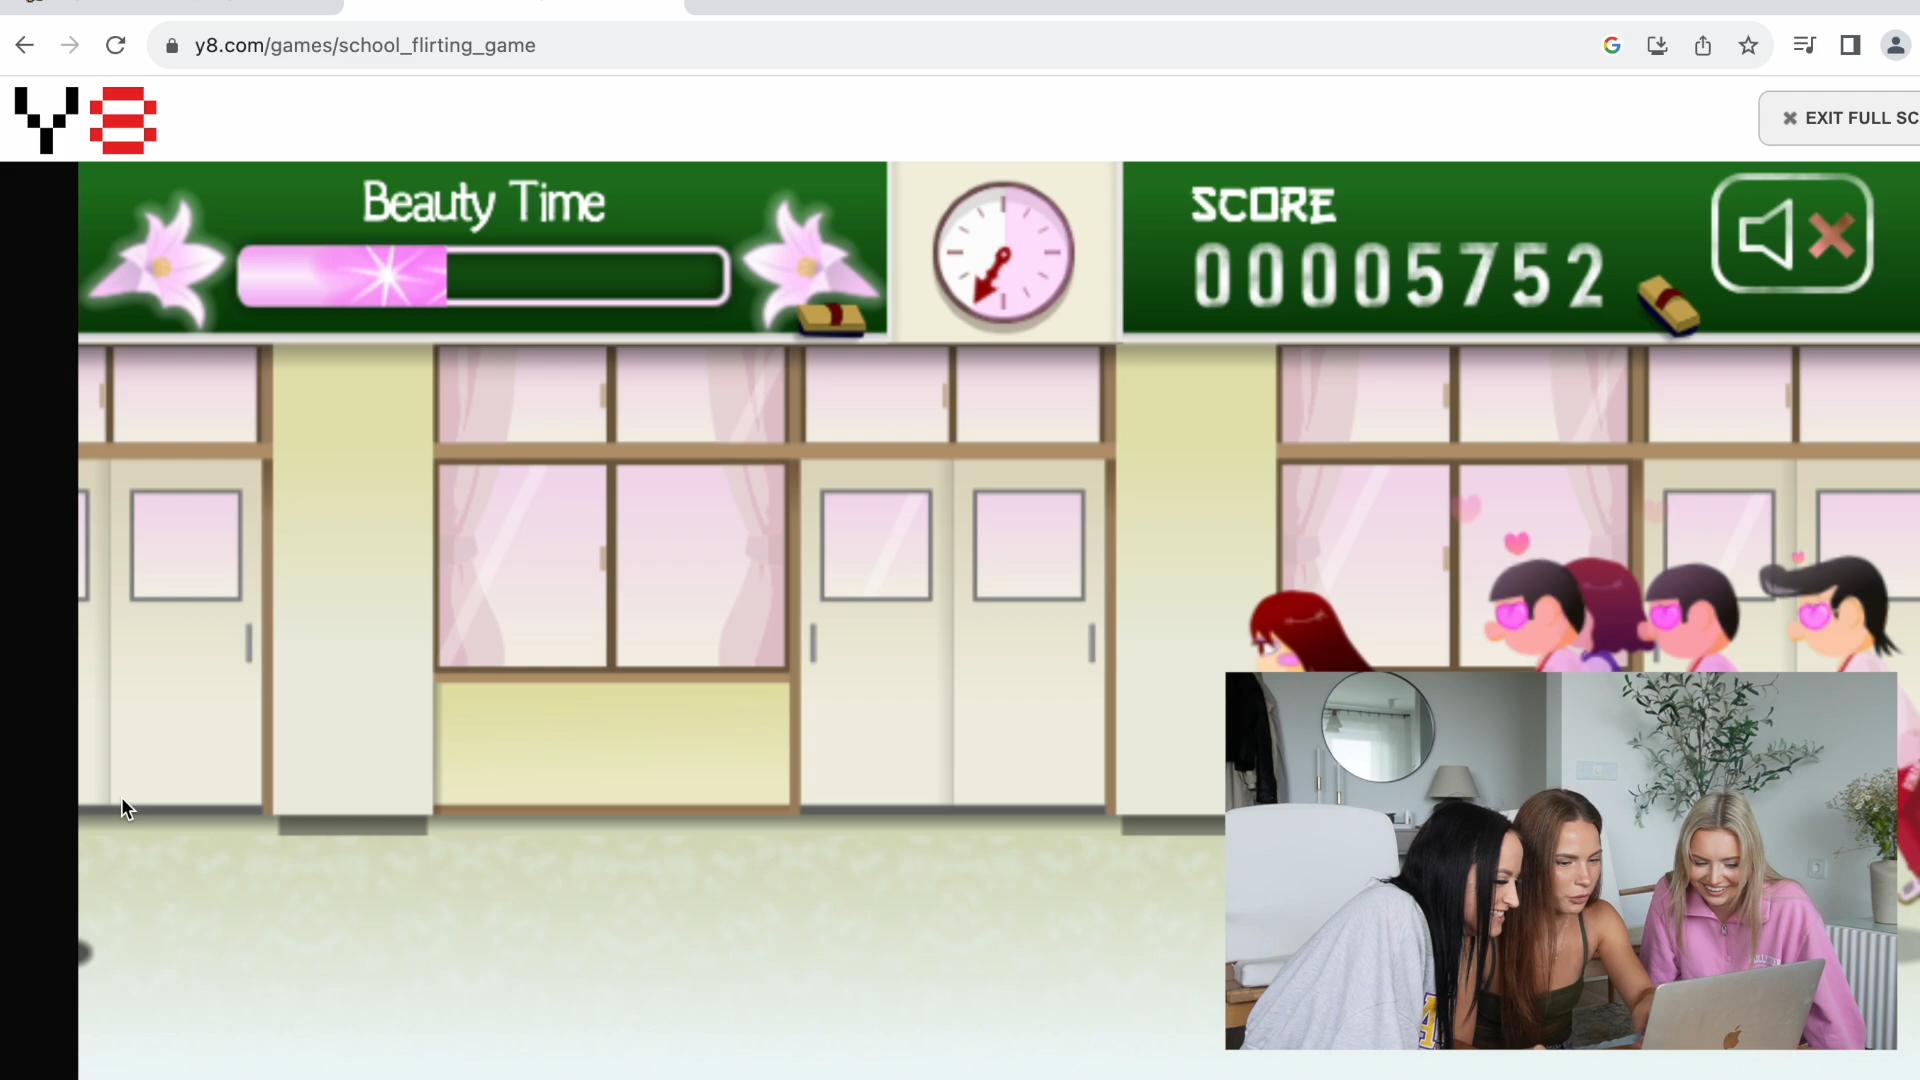 y8.com/games/school_flirting_game
Y8
EXIT FULL SC
Beauty Time
SCORE
00005752